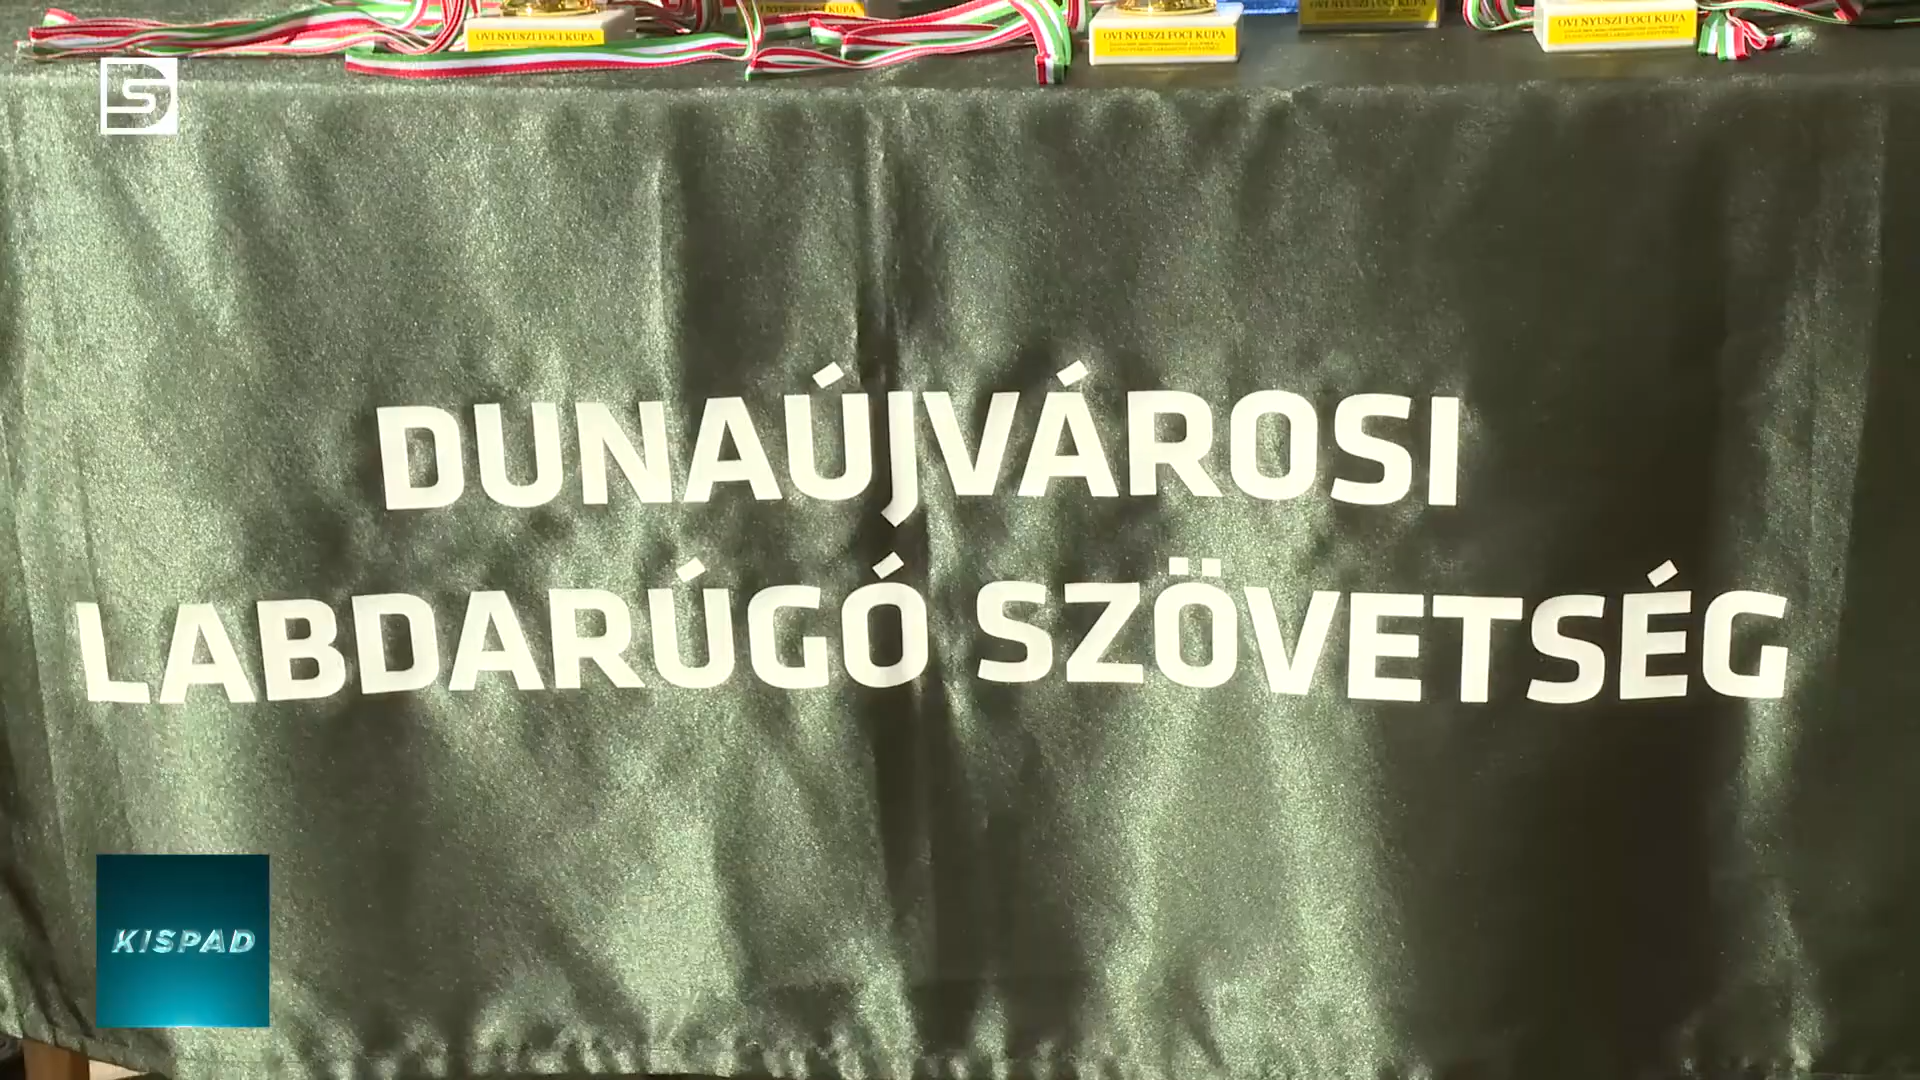 OVI NYUSZI FOCI KUPA
OVI NYUSZI FOCI KUPA
OVI NYUSZI FOCI KUPA
OVI NYUSZI FOCI KUPA
DS
DUNAÚJVÁROSI
LABDARÚGÓ SZÖVETSÉG
KISPAD